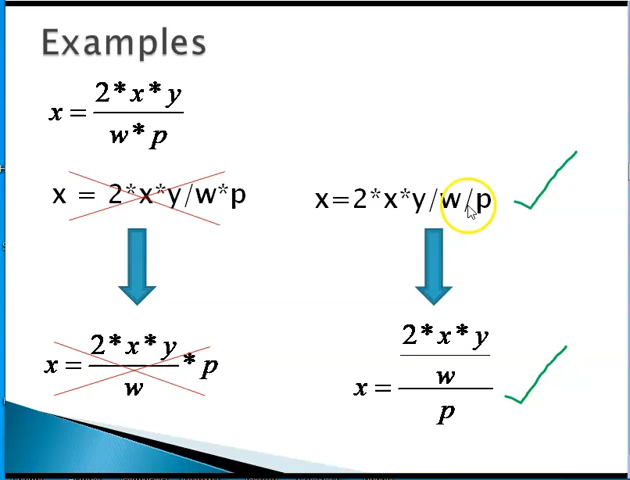 Examples
x = 2*x*y / w*p
x = 2*x*y/w*p
x=2*x*y/w/p
x = 2*x*y / w * p
x = 2*x*y / w / p